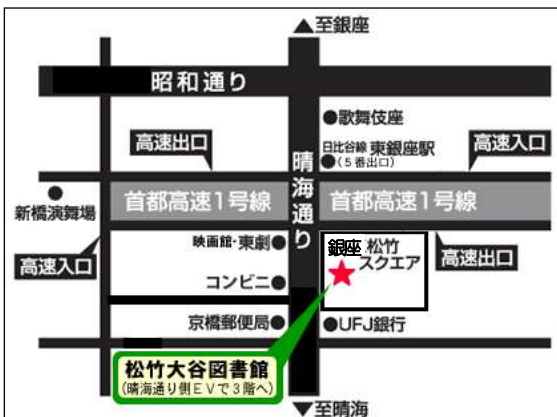 ▲至銀座
昭和通り
●歌舞伎座
高速出口
日比谷線 東銀座駅
●(5番出口)
高速入口
晴海通り
首都高速1号線
首都高速1号線
新橋演舞場
映画館・東劇●
銀座 松竹
スクエア
高速入口
高速出口
コンビニ●
京橋郵便局●
●UFJ銀行
松竹大谷図書館
(晴海通り側EVで3階へ)
▼至晴海